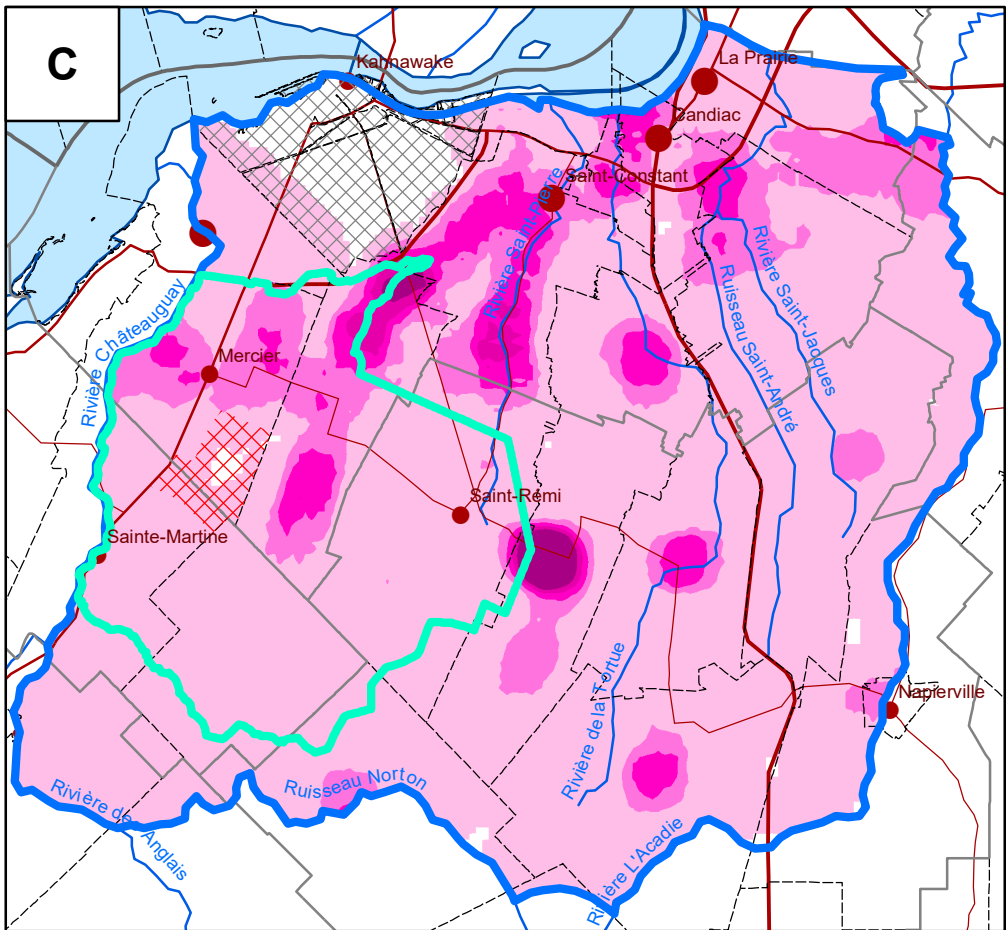 C
Kahnawake
La Prairie
Candiac
Saint-Constant
Rivière Saint-Pierre
Rivière Saint-Jacques
Ruisseau Saint-André
Rivière Châteauguay
Mercier
Saint-Rémi
Sainte-Martine
Rivière de la Tortue
Napierville
Ruisseau Norton
Rivière des Anglais
Rivière L'Acadie